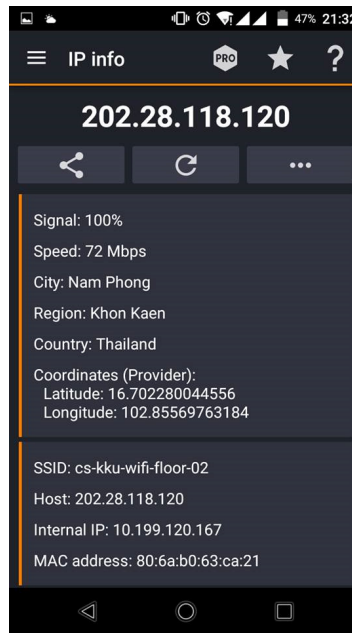 47% 21:32
IP info
PRO
?
202.28.118.120
Signal: 100%
Speed: 72 Mbps
City: Nam Phong
Region: Khon Kaen
Country: Thailand
Coordinates (Provider):
Latitude: 16.702280044556
Longitude: 102.85569763184
SSID: cs-kku-wifi-floor-02
Host: 202.28.118.120
Internal IP: 10.199.120.167
MAC address: 80:6a:b0:63:ca:21